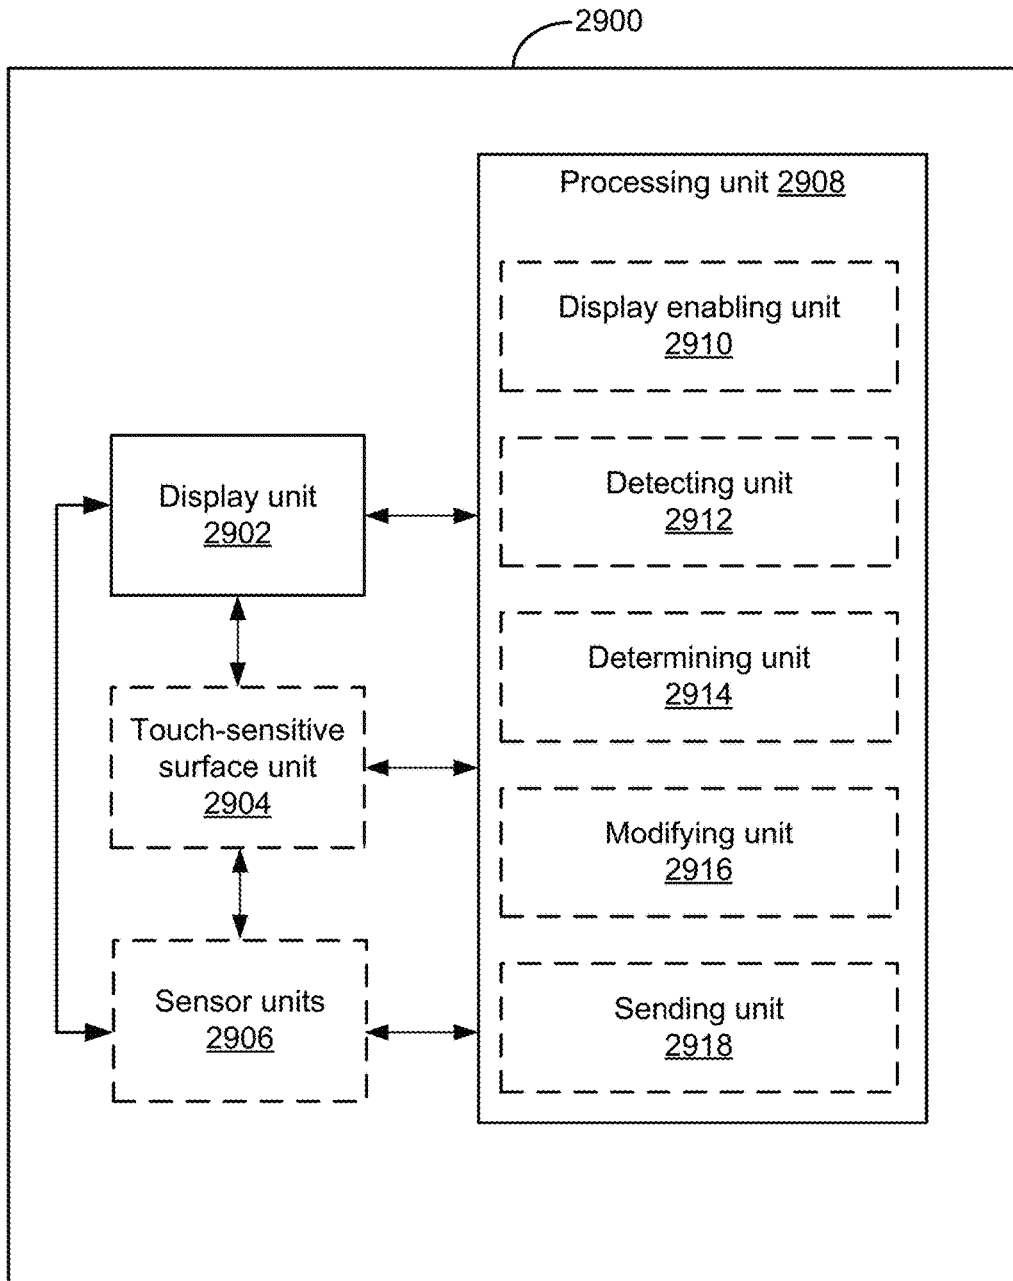 2900
Processing unit 2908
Display enabling unit
2910
Display unit
2902
Detecting unit
2912
Determining unit
2914
Touch-sensitive
surface unit
2904
Modifying unit
2916
Sensor units
2906
Sending unit
2918